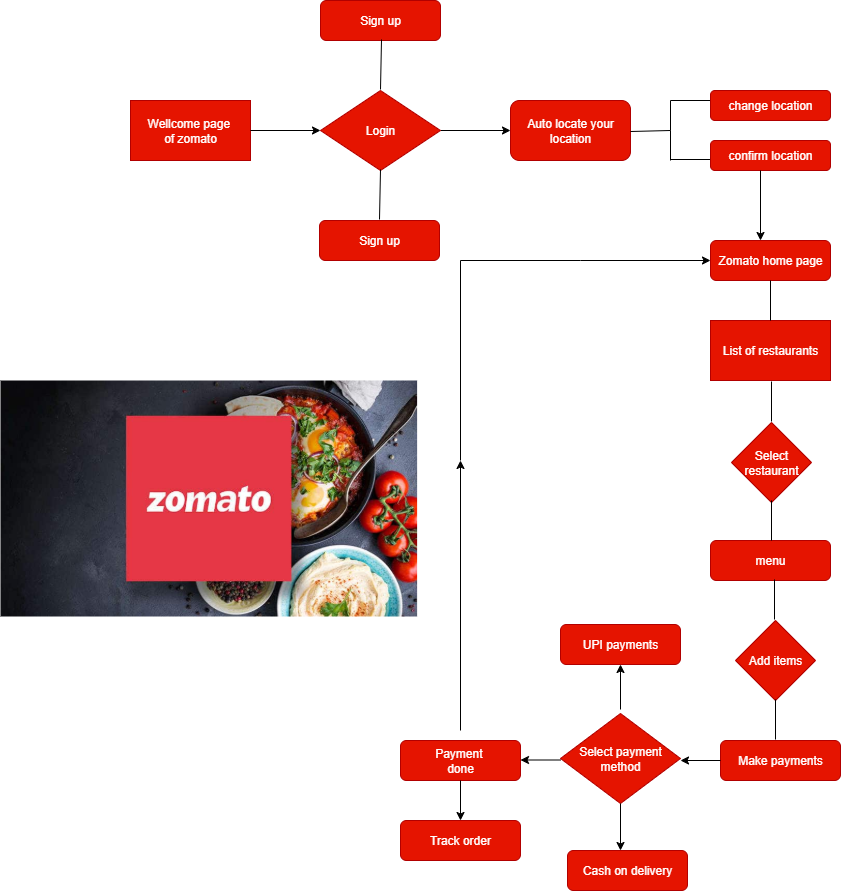 Sign up
Wellcome page
of zomato
Login
Auto locate your
location
change location
confirm location
Sign up
Zomato home page
List of restaurants
Select
restaurant
zomato
menu
UPI payments
Add items
Payment
done
Select payment
method
Make payments
Track order
Cash on delivery